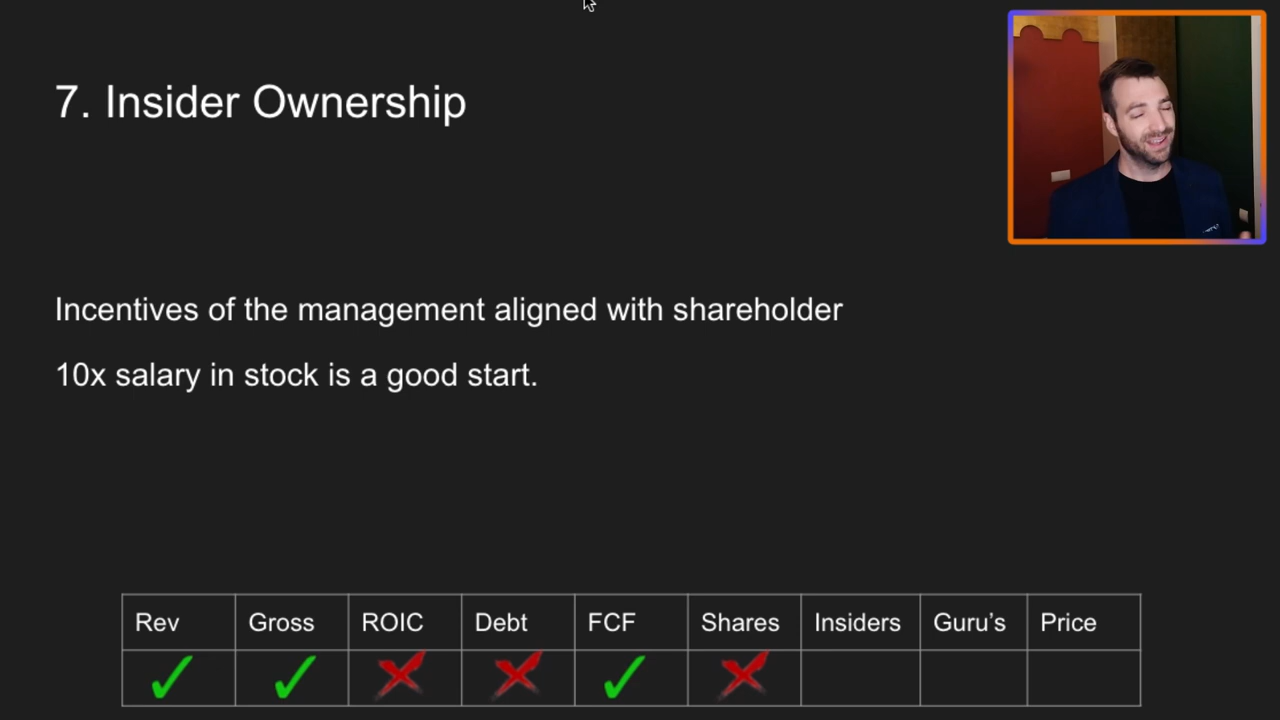 7. Insider Ownership
Incentives of the management aligned with shareholder
10x salary in stock is a good start.
Rev Gross ROIC Debt FCF Shares Insiders Guru's Price